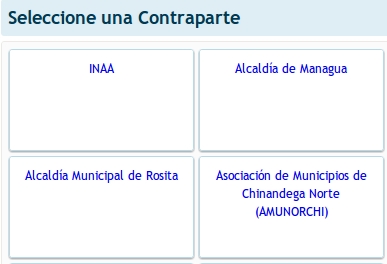 Seleccione una Contraparte
INAA
Alcaldía de Managua
Alcaldía Municipal de Rosita
Asociación de Municipios de
Chinandega Norte
(AMUNORCHI)